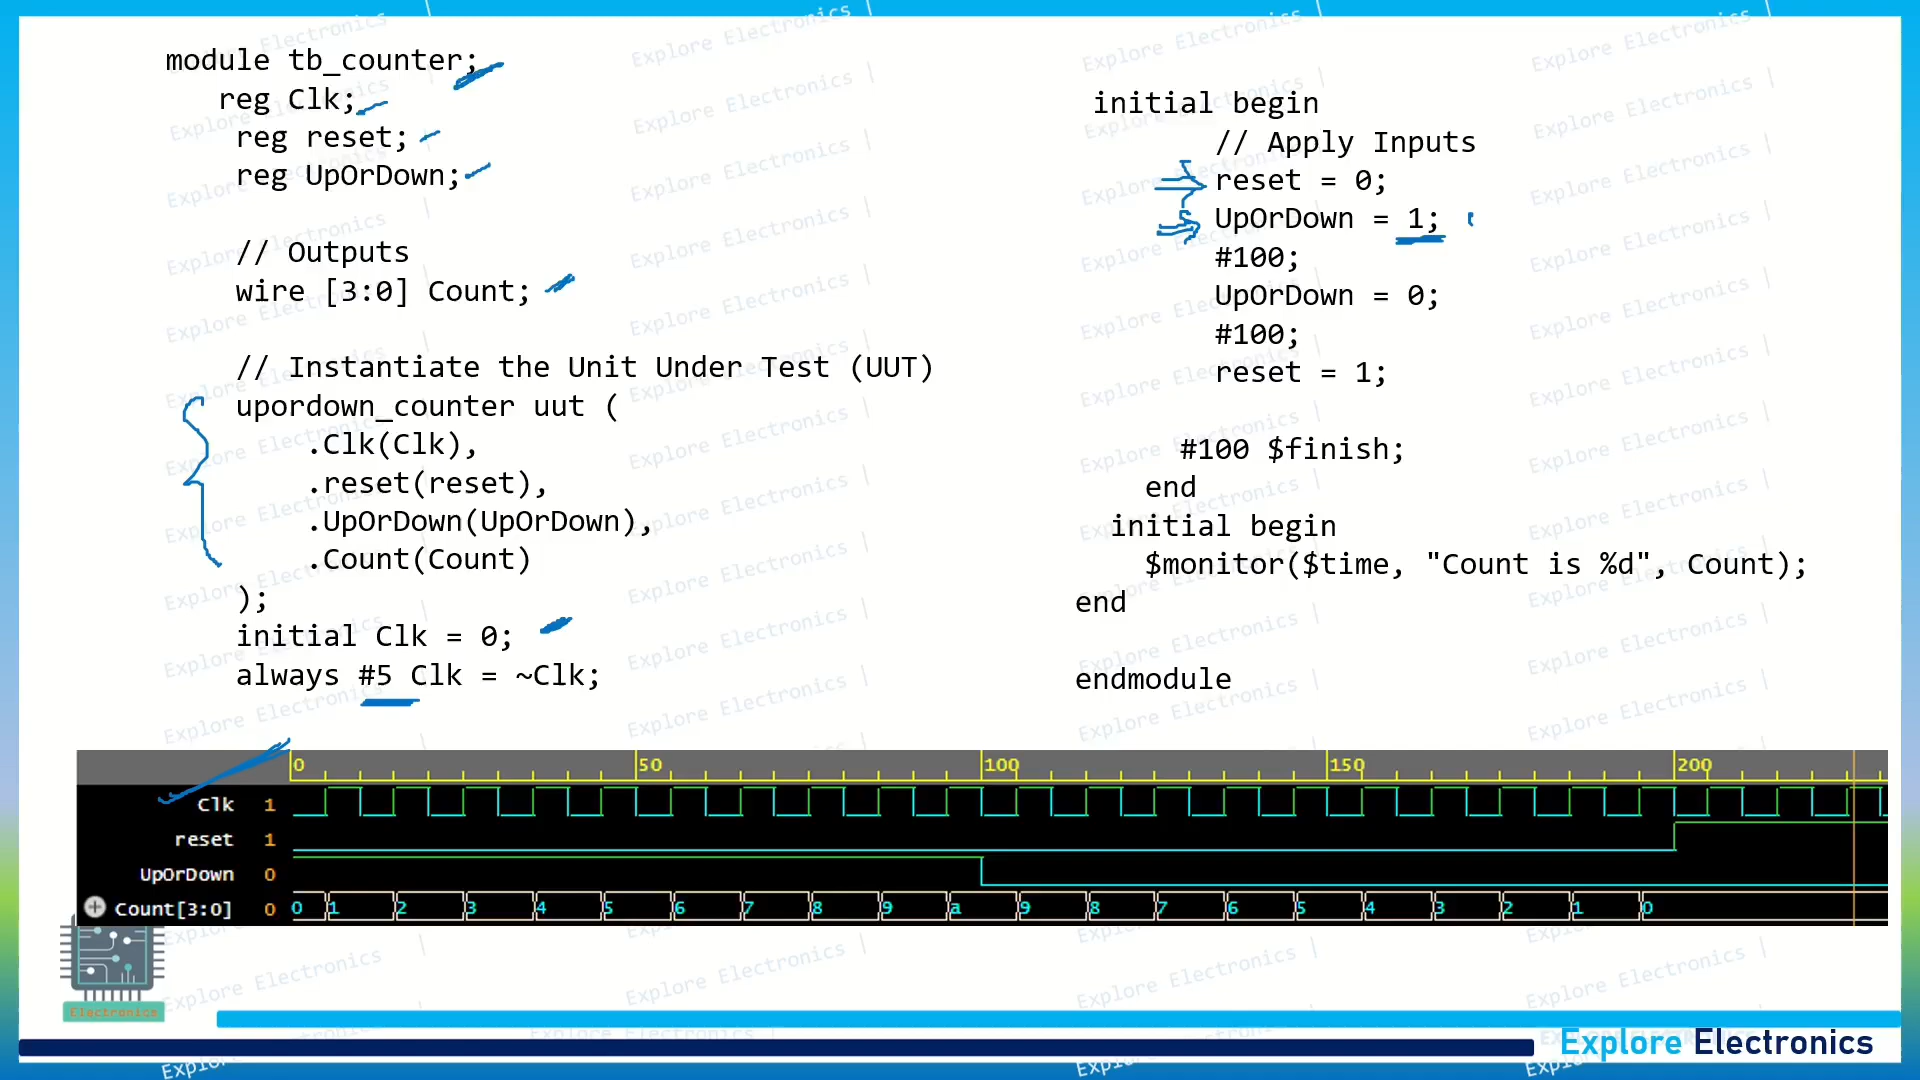 module tb_counter;
reg Clk;
reg reset;
reg UpOrDown;
// Outputs
wire [3:0] Count;
// Instantiate the Unit Under Test (UUT)
upordown_counter uut (
.Clk(Clk),
.reset(reset),
.UpOrDown(UpOrDown),
.Count(Count)
);
initial Clk = 0;
always #5 Clk = ~Clk;
initial begin
// Apply Inputs
reset = 0;
UpOrDown = 1;
#100;
UpOrDown = 0;
#100;
reset = 1;
#100 $finish;
end
initial begin
$monitor($time, "Count is %d", Count);
end
endmodule
0 50 100 150 200
Clk 1
reset 1
UpOrDown 0
Count[3:0] 0 0 1 2 3 4 5 6 7 8 9 a 9 8 7 6 5 4 3 2 1 0
Electronics
Explore Electronics
Explore Electronics |